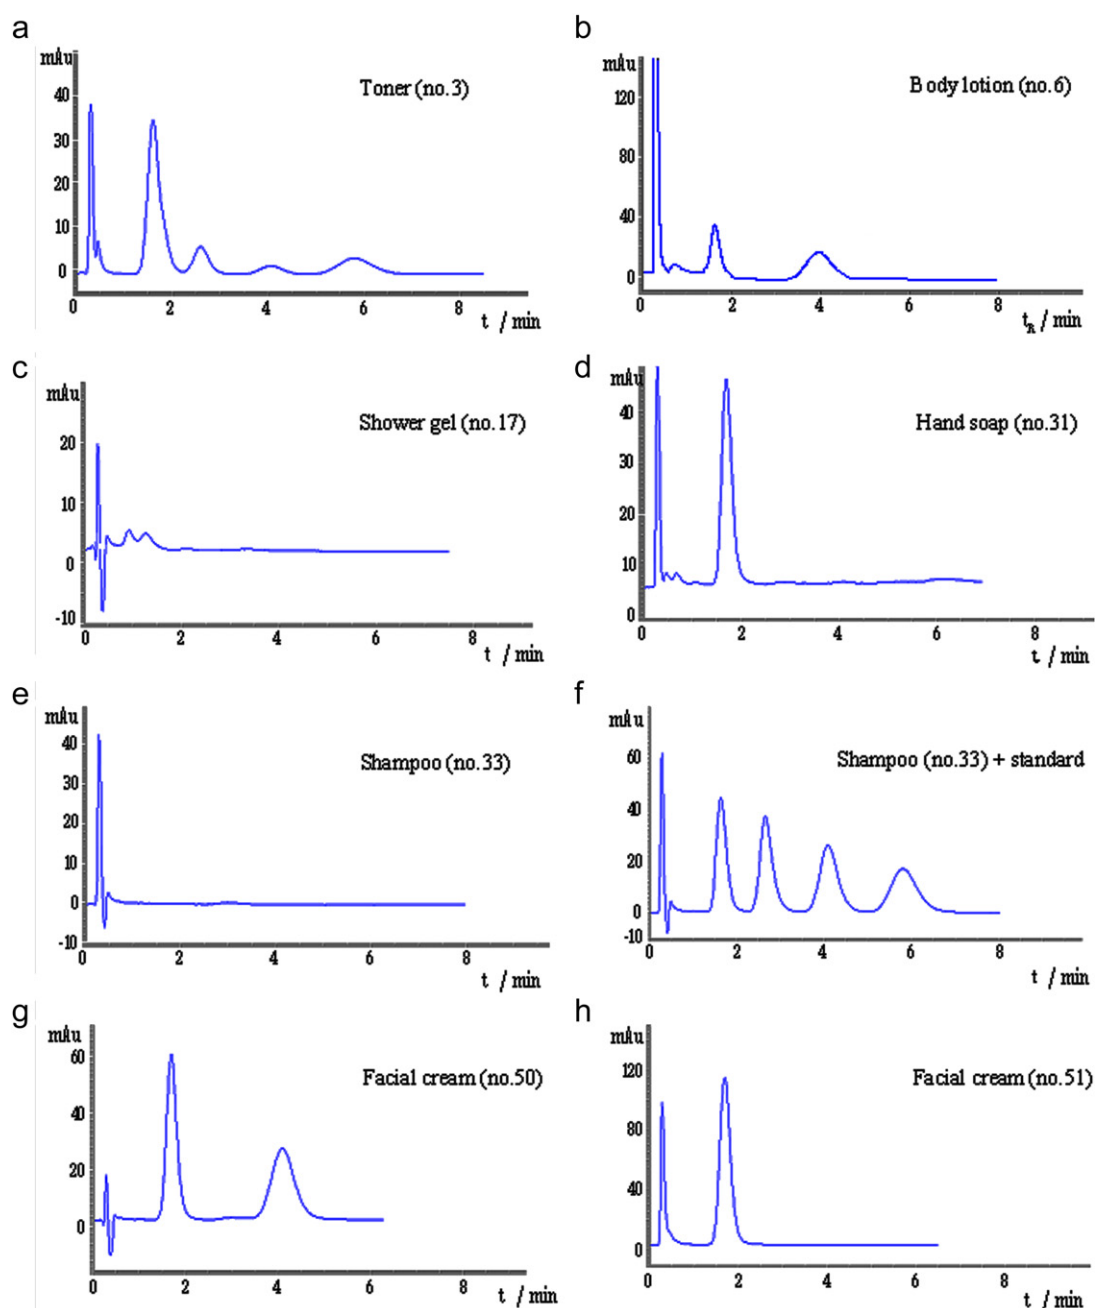 a
mAu
Toner (no.3)
40
30
20
10
0
0 2 4 6 8
t / min
b
mAu
Body lotion (no.6)
120
80
40
0
0 2 4 6 8
tR / min
c
mAu
Shower gel (no.17)
20
10
0
-10
0 2 4 6 8
t / min
d
mAu
Hand soap (no.31)
40
30
20
10
0
0 2 4 6 8
t / min
e
mAu
Shampoo (no.33)
40
30
20
10
0
-10
0 2 4 6 8
t / min
f
mAu
Shampoo (no.33) + standard
60
40
20
0
-10
0 2 4 6 8
t / min
g
mAu
Facial cream (no.50)
60
40
20
0
0 2 4 6 8
t / min
h
mAu
Facial cream (no.51)
120
80
40
0
0 2 4 6 8
t / min